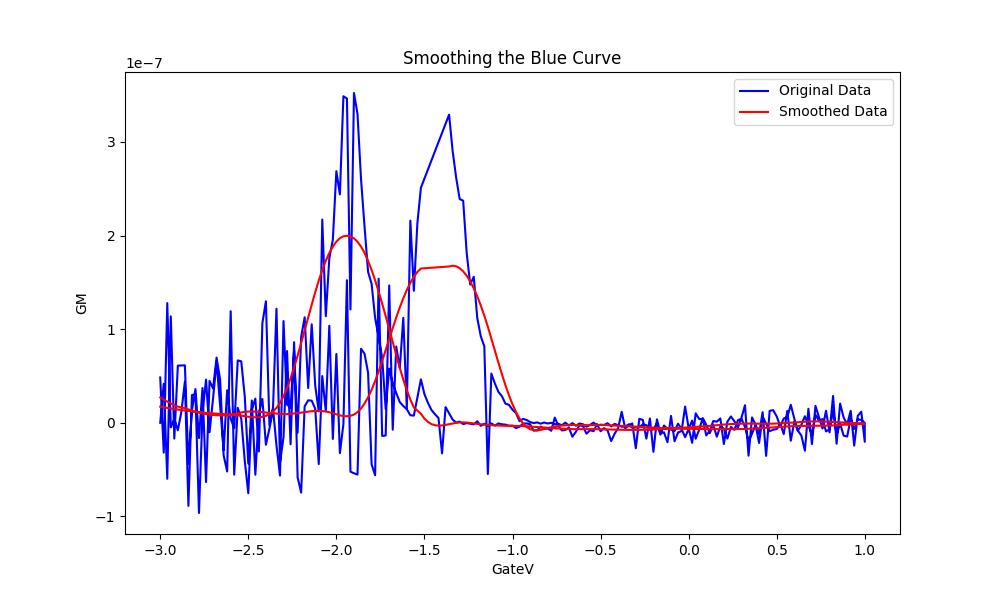 Smoothing the Blue Curve
1e−7
Original Data
Smoothed Data
3
2
1
0
−1
GM
−3.0 −2.5 −2.0 −1.5 −1.0 −0.5 0.0 0.5 1.0
GateV